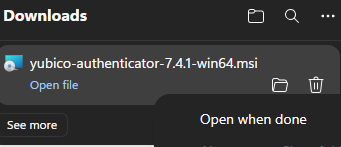 Downloads
yubico-authenticator-7.4.1-win64.msi
Open file
See more
Open when done